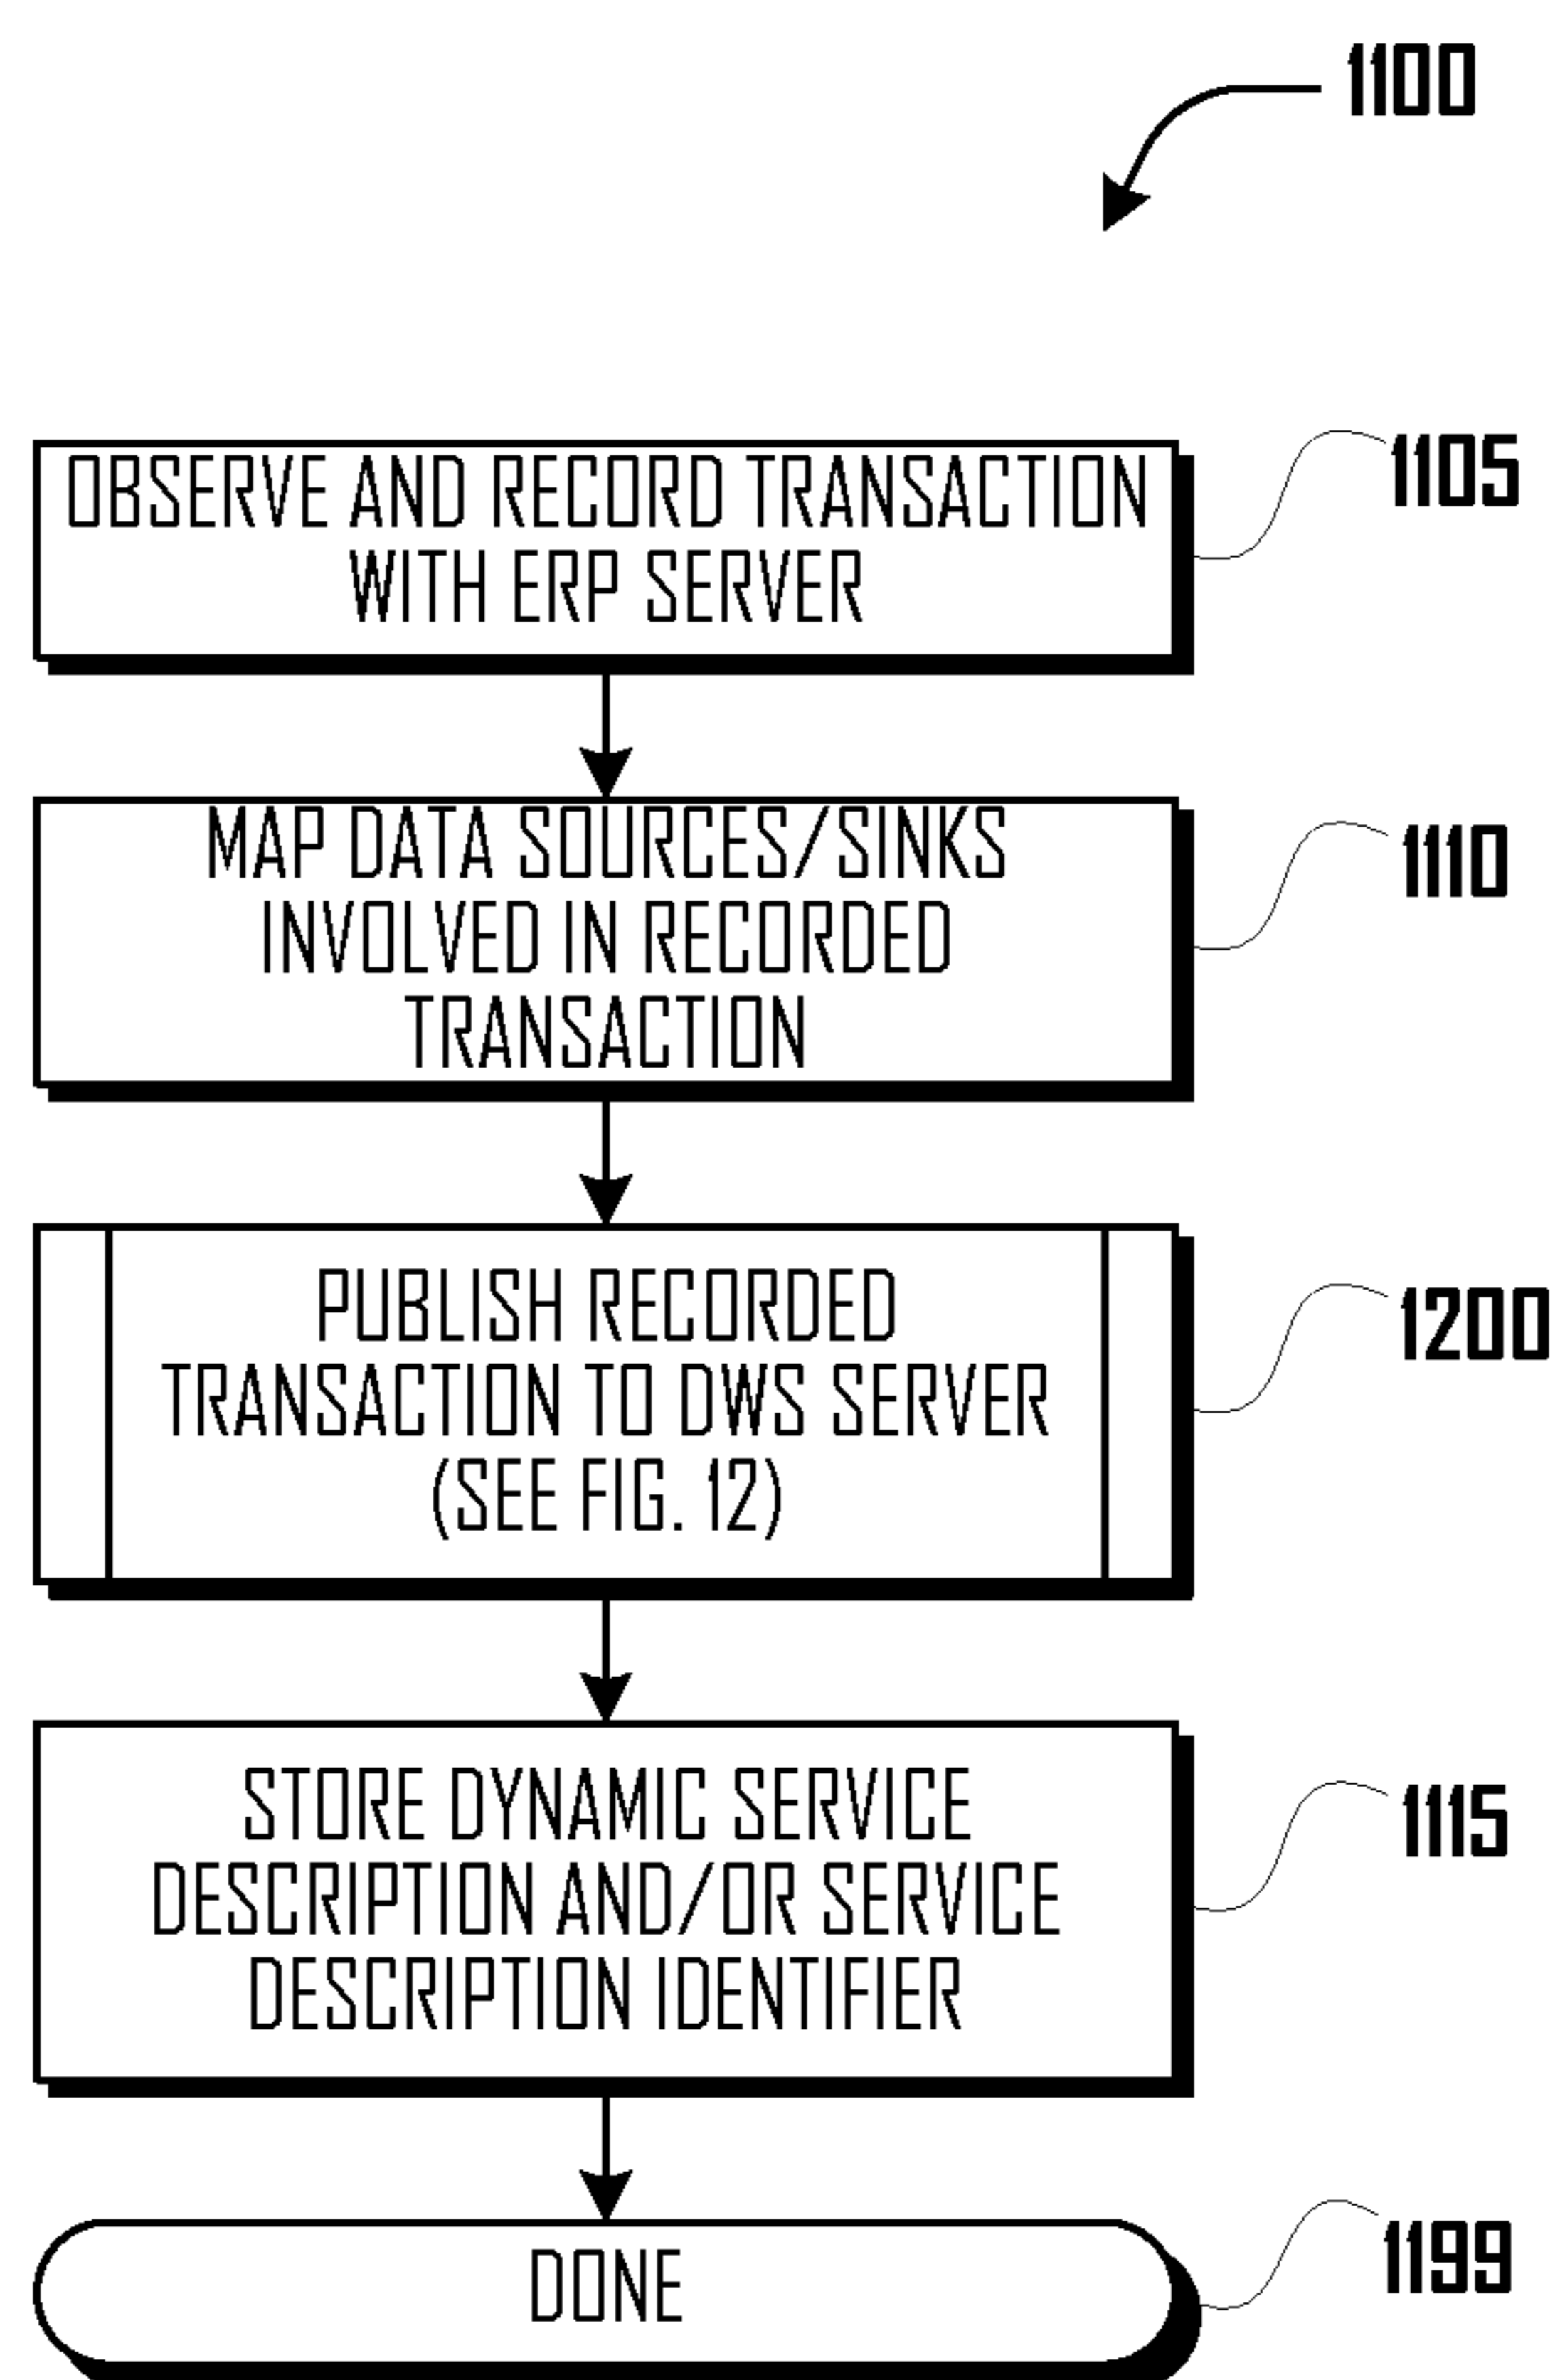 1100
OBSERVE AND RECORD TRANSACTION
WITH ERP SERVER
1105
MAP DATA SOURCES/SINKS
INVOLVED IN RECORDED
TRANSACTION
1110
PUBLISH RECORDED
TRANSACTION TO DWS SERVER
(SEE FIG. 12)
1200
STORE DYNAMIC SERVICE
DESCRIPTION AND/OR SERVICE
DESCRIPTION IDENTIFIER
1115
DONE
1199